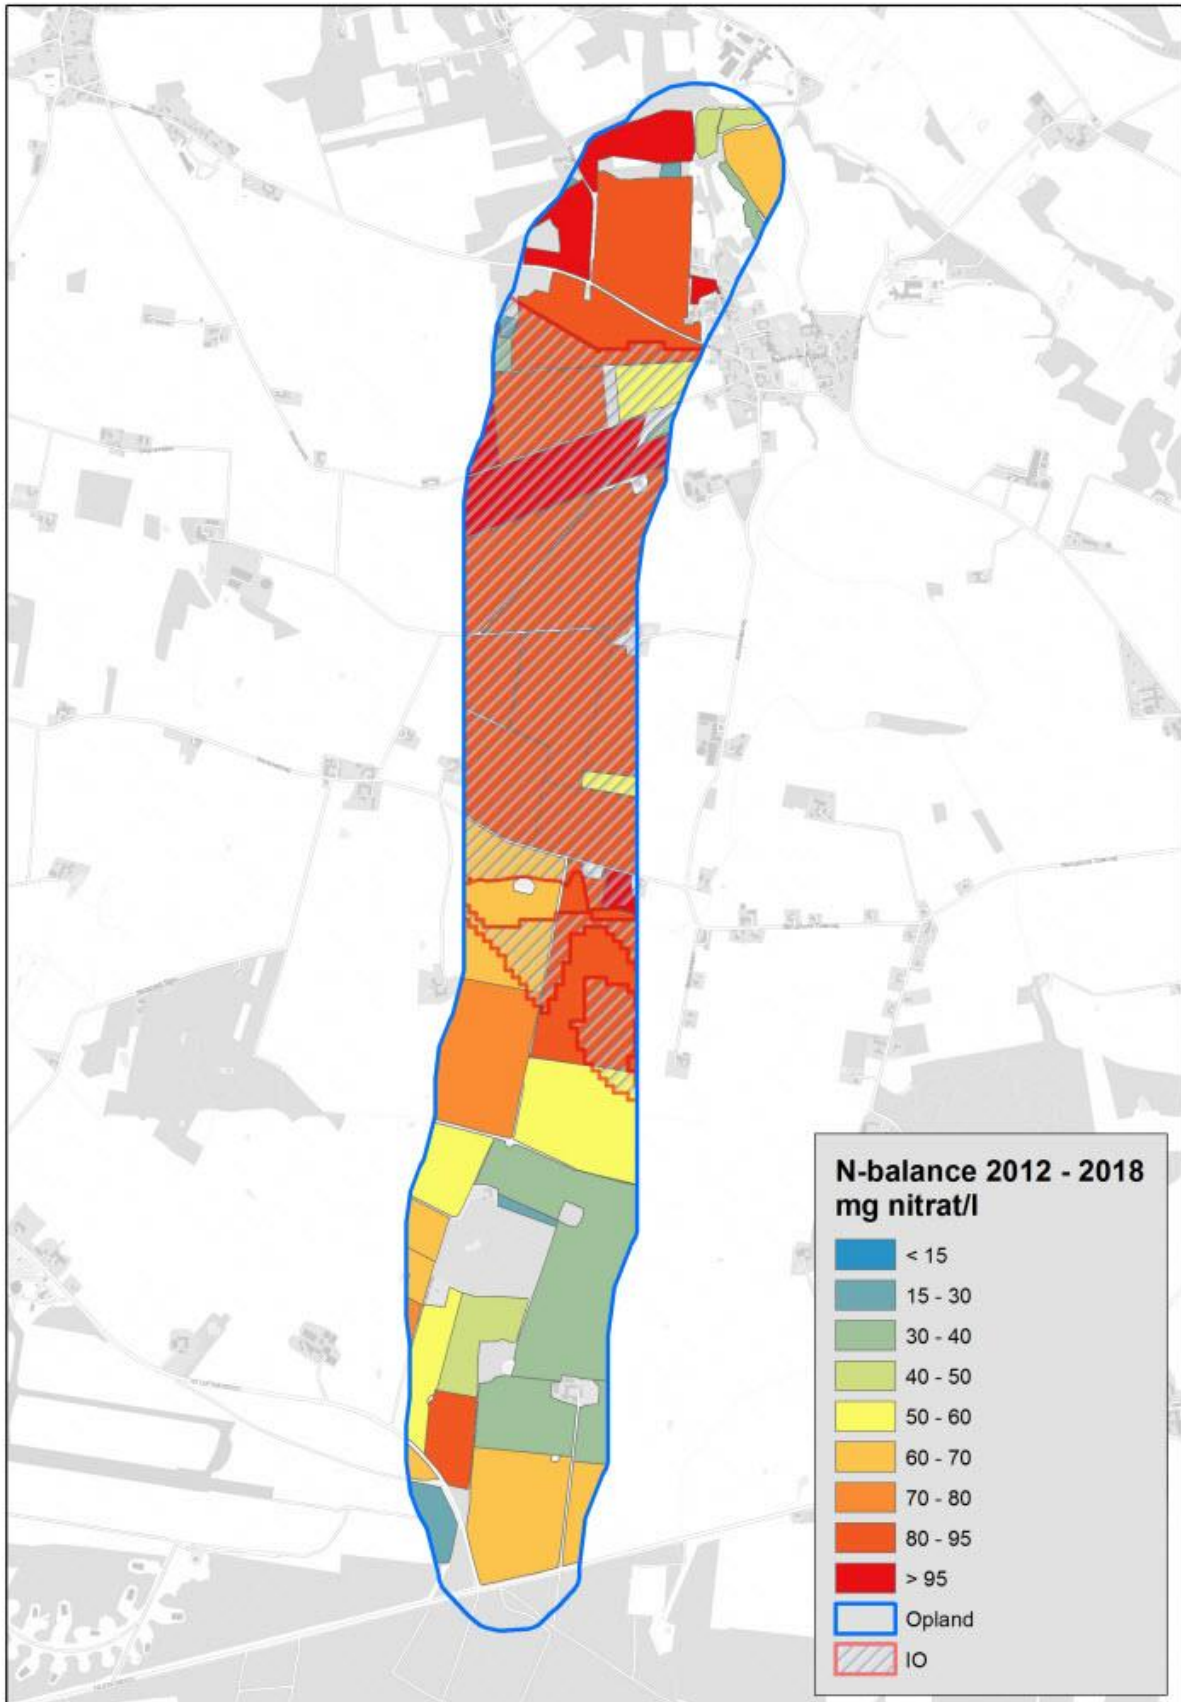 N-balance 2012 - 2018
mg nitrat/l
< 15
15 - 30
30 - 40
40 - 50
50 - 60
60 - 70
70 - 80
80 - 95
> 95
Opland
IO